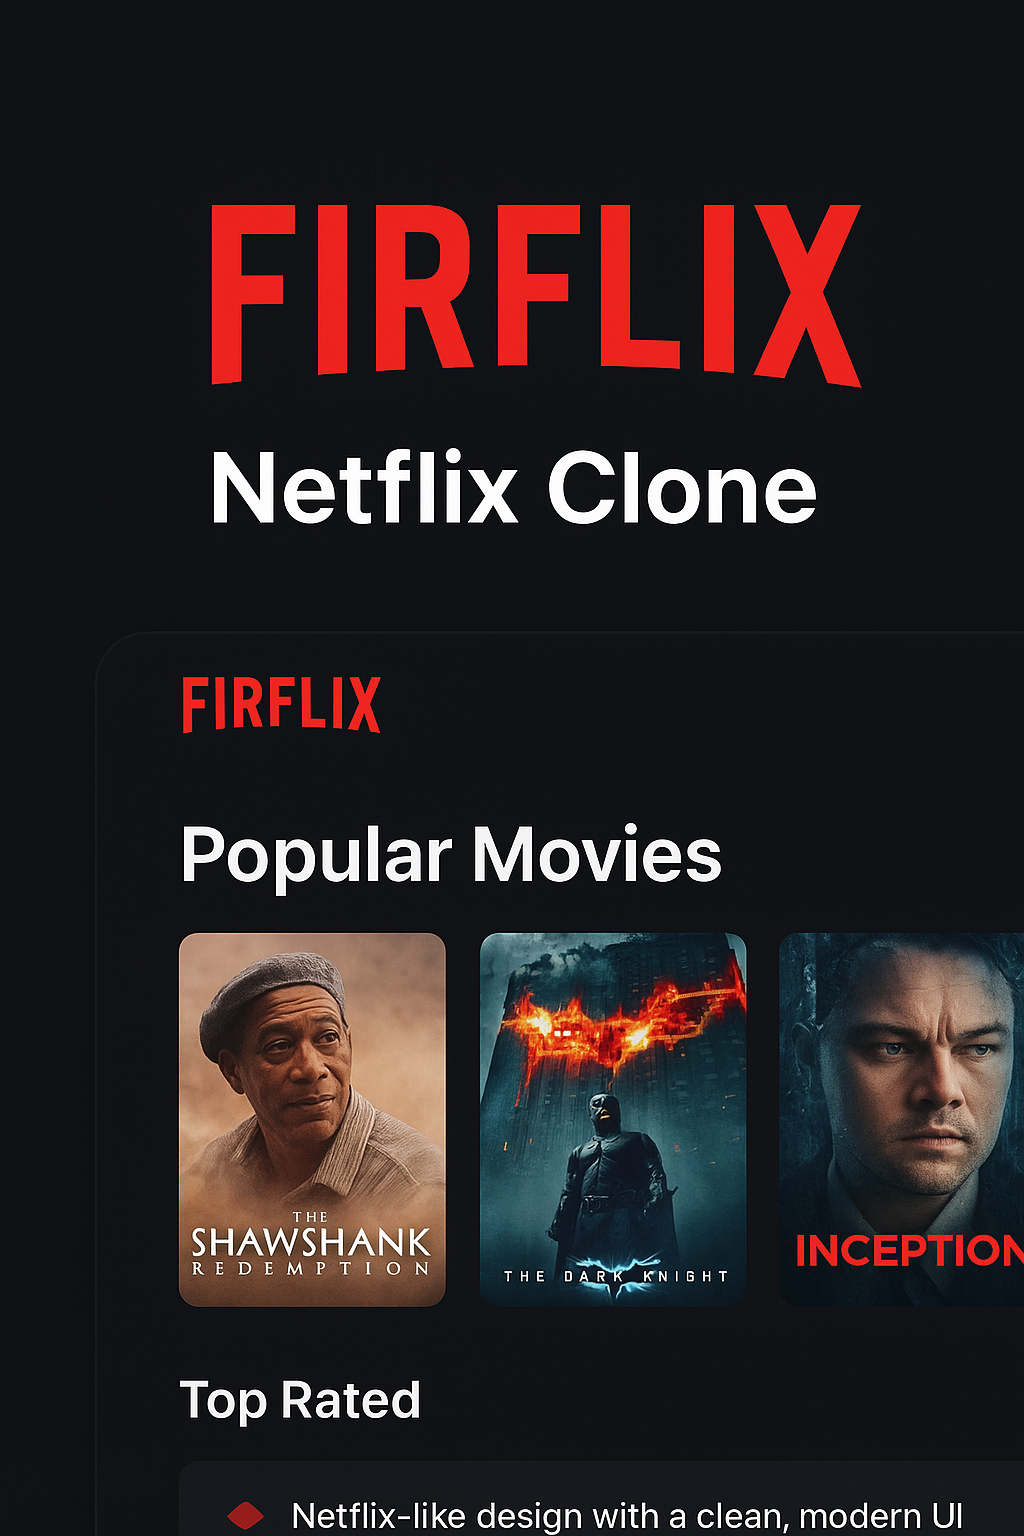 FIRFLIX
Netflix Clone
FIRFLIX
Popular Movies
THE
SHAWSHANK
REDEMPTION
THE DARK KNIGHT
INCEPTION
Top Rated
Netflix-like design with a clean, modern UI